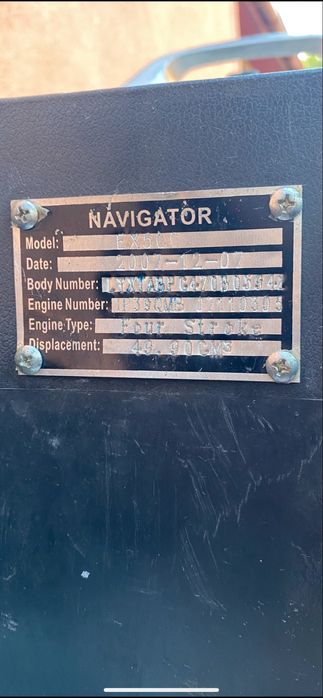 NAVIGATOR
Model:
Date: 2007-12-07
Body Number:
Engine Number:
Engine Type: Four Stroke
Displacement: 49.90CM³